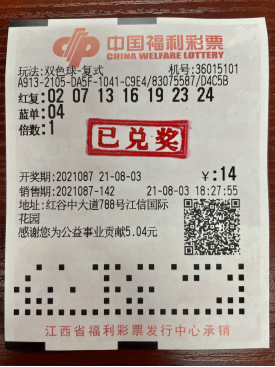 中国福利彩票
CHINA WELFARE LOTTERY
玩法:双色球-复式 机号:36015101
A913-2105-DA5F-1041-C9E4/83075587/D4C5B
红复:02 07 13 16 19 23 24
蓝单:04
倍数:1
已兑奖
开奖期:2021087 21-08-03 ¥:14
销售期:2021087-142 21-08-03 18:27:55
地址:红谷中大道788号江信国际
花园
感谢您为公益事业贡献5.04元
江西省福利彩票发行中心承销